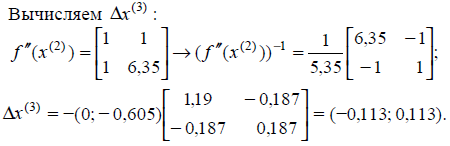 Вычисляем Δx⁽³⁾ :
f″(x⁽²⁾) = [1 1; 1 6,35] → (f″(x⁽²⁾))⁻¹ = 1/5,35 [6,35 −1; −1 1];
Δx⁽³⁾ = −(0; −0,605) [1,19 −0,187; −0,187 0,187] = (−0,113; 0,113).